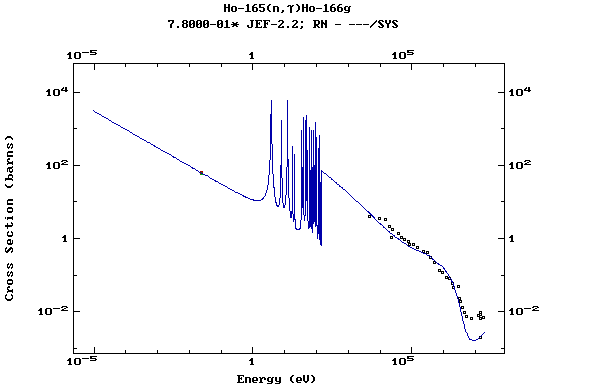 Ho-165(n,γ)Ho-166g
7.8000-01* JEF-2.2; RN - ---/SYS
10⁻⁵ 1 10⁵
10⁴ 10⁴
10² 10²
1 1
10⁻² 10⁻²
10⁻⁵ 1 10⁵
Cross Section (barns)
Energy (eV)